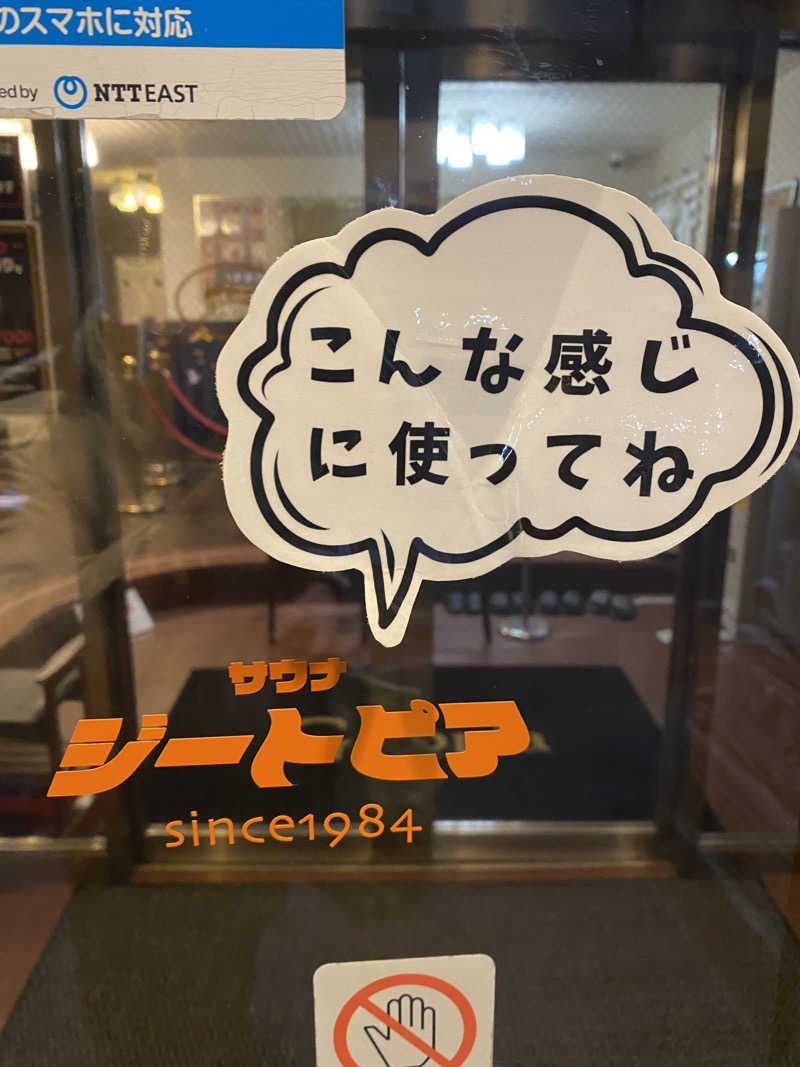 のスマホに対応
ed by NTT EAST
こんな感じ
に使ってね
サウナ
ジートピア
since1984